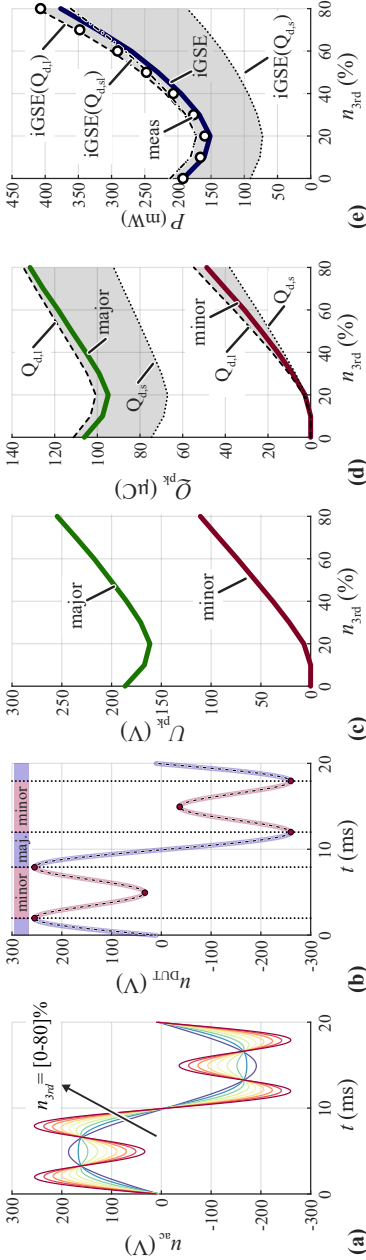 300
200
100
0
-100
-200
0
10
20
u_ac (V)
t (ms)
n_3rd = [0-80]%
(a)
300
200
100
0
-100
-200
-300
0
10
20
u_DUT (V)
t (ms)
minor
maj.
minor
(b)
300
250
200
150
100
50
0
0
20
40
60
80
U_pk (V)
n_3rd (%)
major
minor
(c)
140
120
100
80
60
40
20
0
0
20
40
60
80
Q_pk (μC)
n_3rd (%)
Q_d,l
major
Q_d,s
minor
Q_d,l
Q_d,s
(d)
450
400
350
300
250
200
150
100
50
0
0
20
40
60
80
P (mW)
n_3rd (%)
iGSE(Q_d,l)
iGSE(Q_d,sl)
meas
iGSE
iGSE(Q_d,s)
(e)